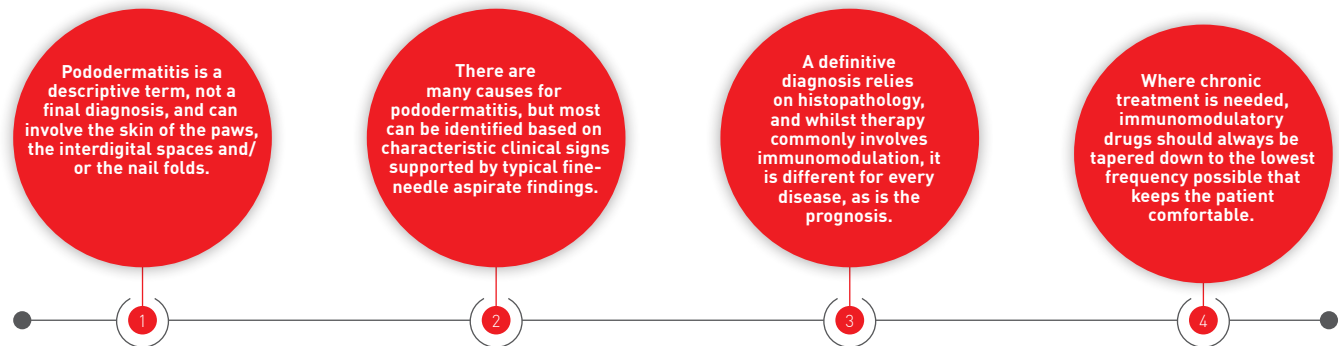 Pododermatitis is a
descriptive term, not a
final diagnosis, and can
involve the skin of the paws,
the interdigital spaces and/
or the nail folds.
1
There are
many causes for
pododermatitis, but most
can be identified based on
characteristic clinical signs
supported by typical fine-
needle aspirate findings.
2
A definitive
diagnosis relies
on histopathology,
and whilst therapy
commonly involves
immunomodulation, it
is different for every
disease, as is the
prognosis.
3
Where chronic
treatment is needed,
immunomodulatory
drugs should always be
tapered down to the lowest
frequency possible that
keeps the patient
comfortable.
4